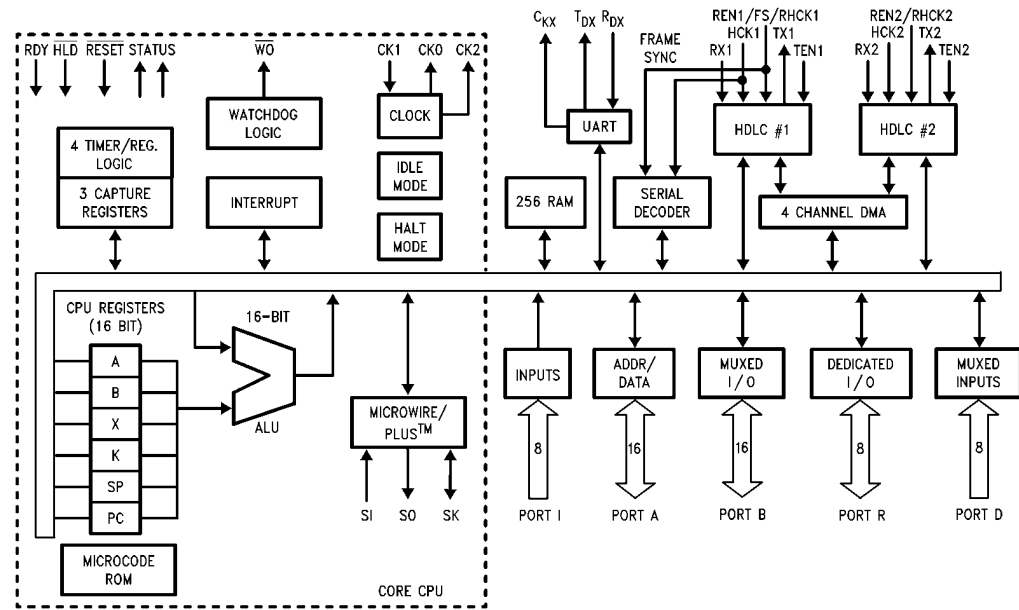 RDY HLD RESET STATUS
WO
CK1 CK0 CK2
WATCHDOG
LOGIC
CLOCK
4 TIMER/REG.
LOGIC
3 CAPTURE
REGISTERS
INTERRUPT
IDLE
MODE
HALT
MODE
CPU REGISTERS
(16 BIT)
A
B
X
K
SP
PC
MICROCODE
ROM
16-BIT
ALU
MICROWIRE/
PLUS™
SI SO SK
CORE CPU
CKX TDX RDX
UART
FRAME
SYNC
REN1/FS/RHCK1
HCK1
RX1 TX1
TEN1
HDLC #1
REN2/RHCK2
HCK2
RX2 TX2
TEN2
HDLC #2
256 RAM
SERIAL
DECODER
4 CHANNEL DMA
INPUTS
ADDR/
DATA
MUXED
I/O
DEDICATED
I/O
MUXED
INPUTS
8 16 16 8 8
PORT I PORT A PORT B PORT R PORT D